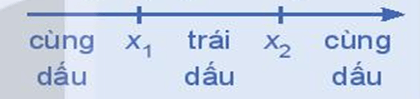 cùng x₁ trái x₂ cùng
dấu dấu dấu